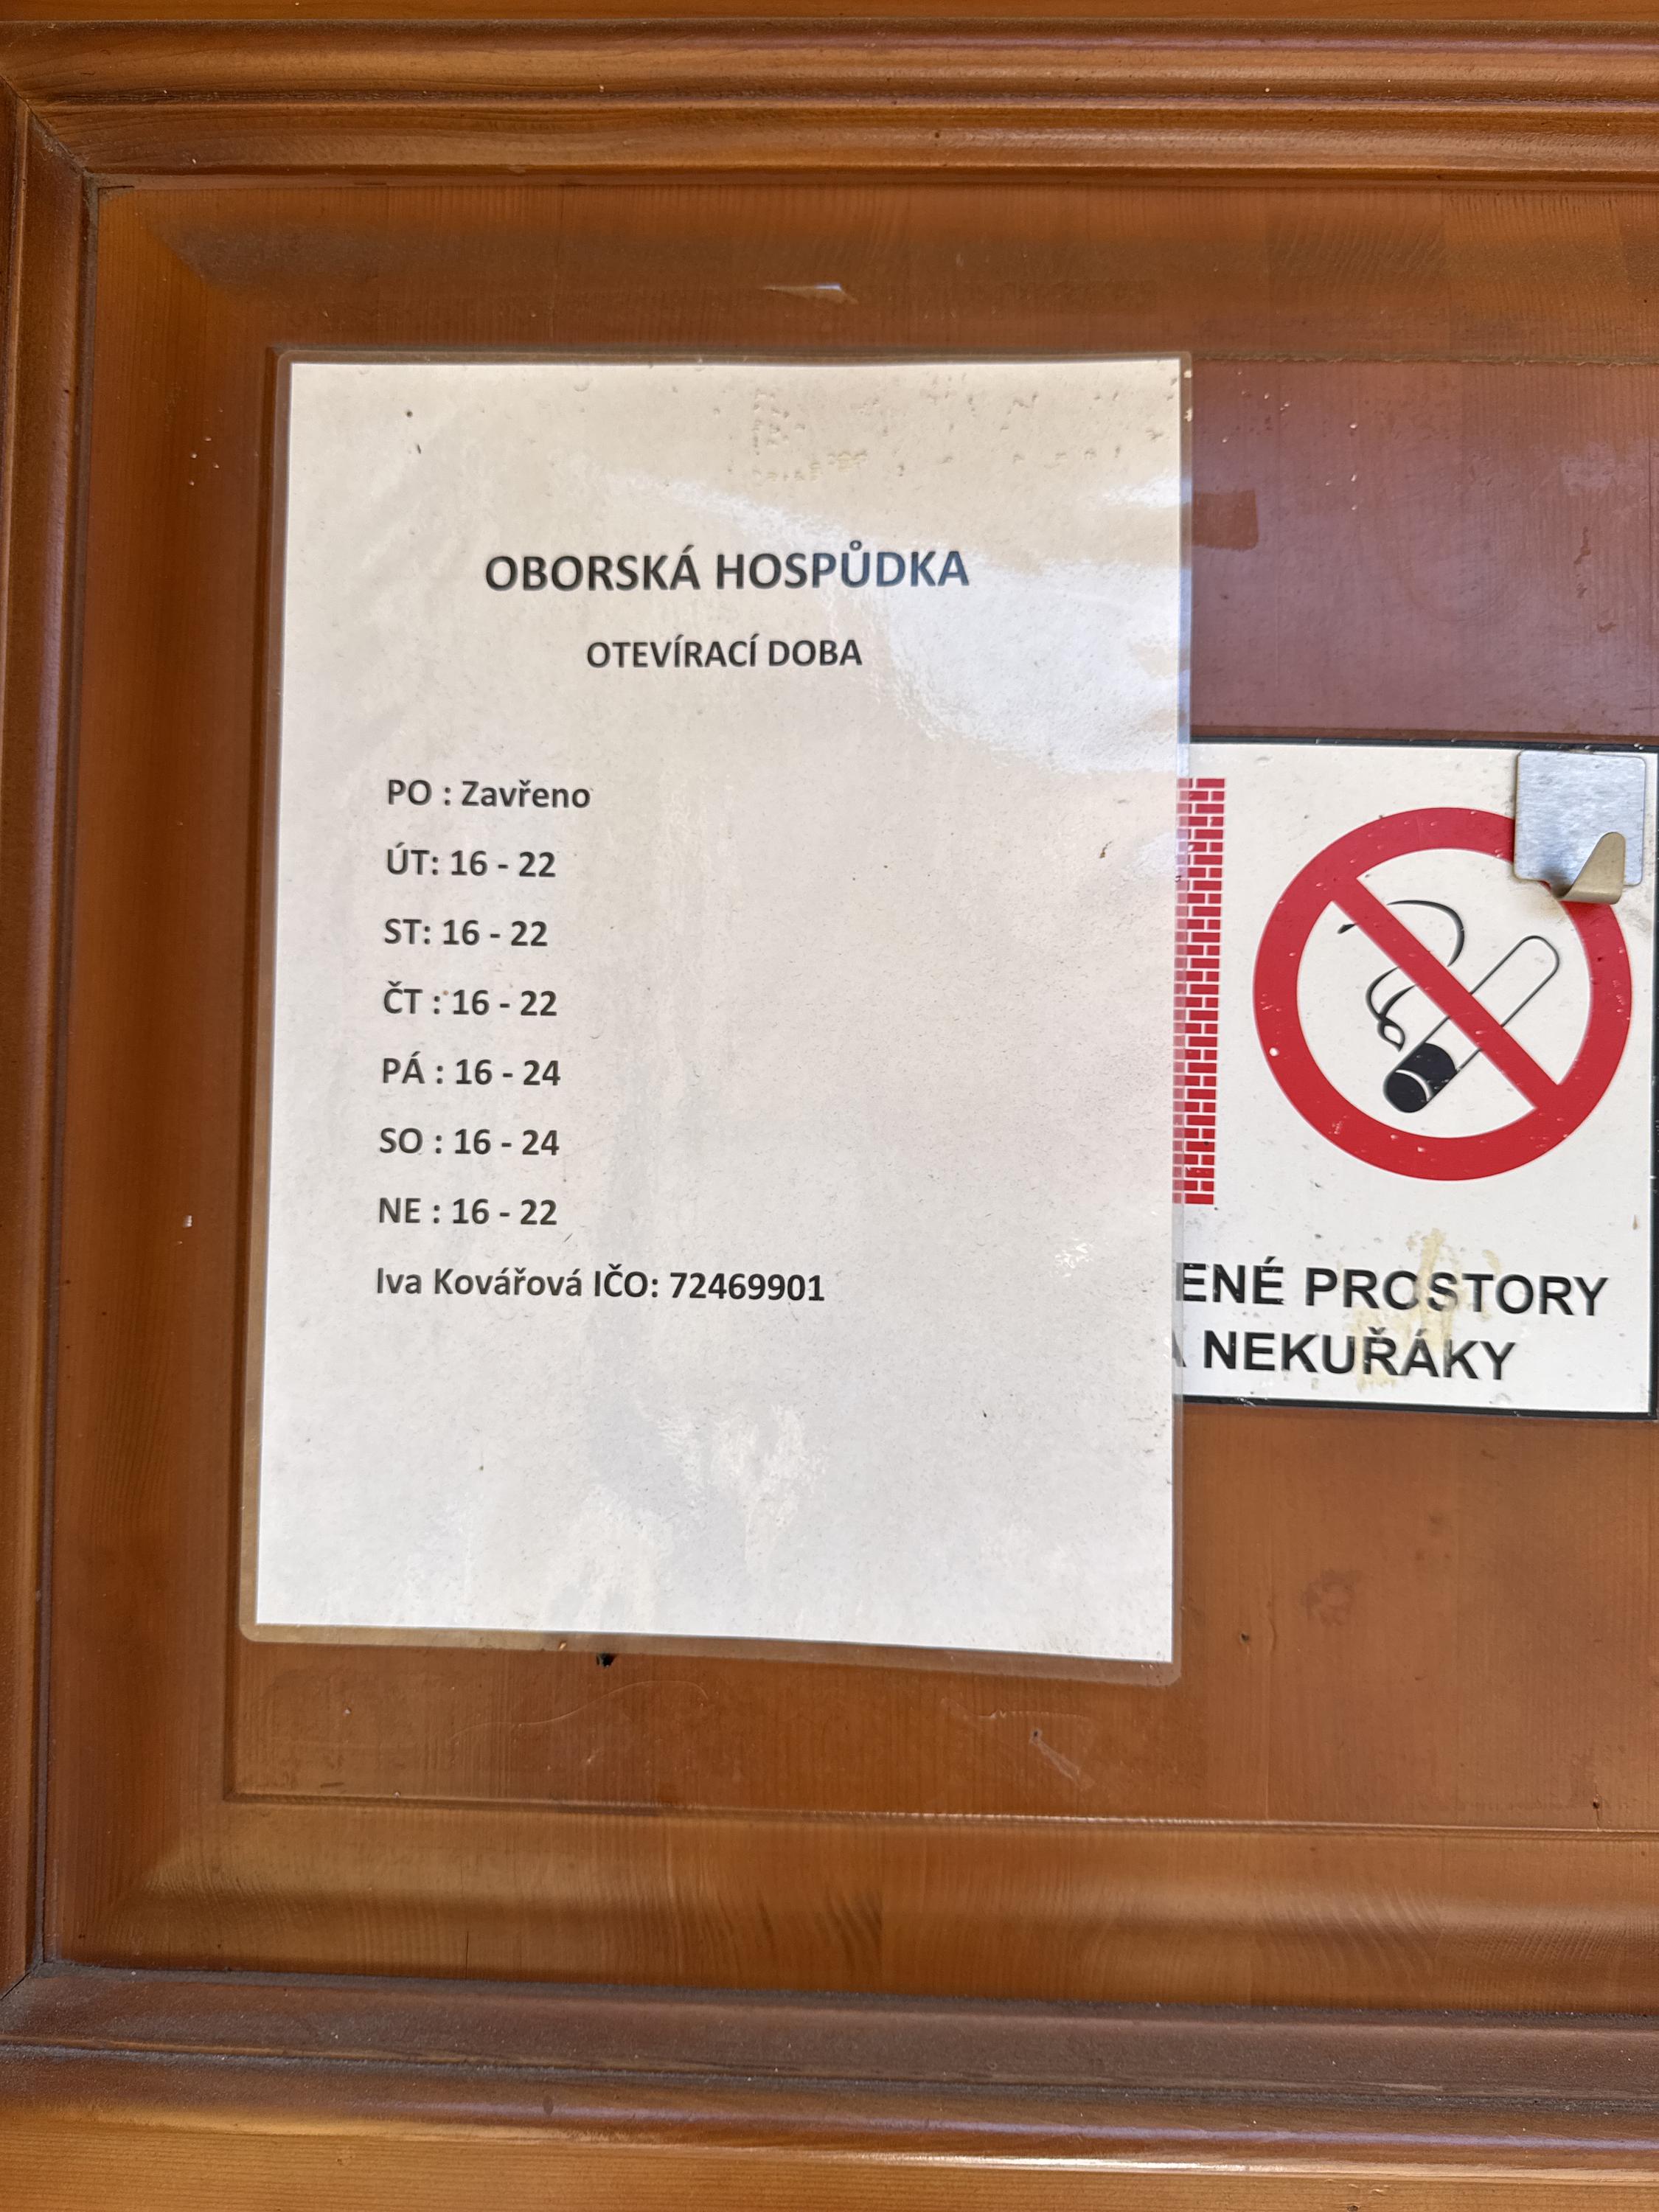 OBORSKÁ HOSPŮDKA
OTEVÍRACÍ DOBA
PO : Zavřeno
ÚT: 16 - 22
ST: 16 - 22
ČT : 16 - 22
PÁ : 16 - 24
SO : 16 - 24
NE : 16 - 22
Iva Kovářová IČO: 72469901
ENÉ PROSTORY
A NEKUŘÁKY